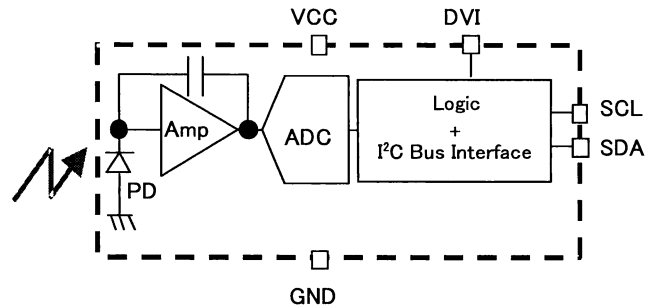 VCC
DVI
Amp
ADC
Logic
+
I²C Bus Interface
SCL
SDA
PD
GND